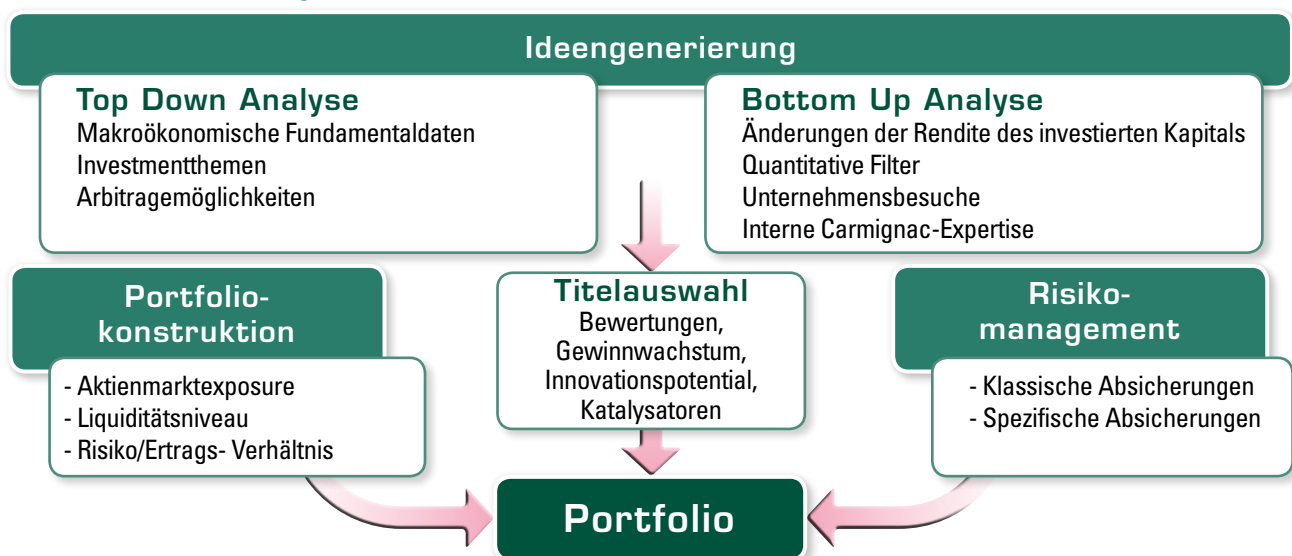 Ideengenerierung
Top Down Analyse
Makroökonomische Fundamentaldaten
Investmentthemen
Arbitragemöglichkeiten
Bottom Up Analyse
Änderungen der Rendite des investierten Kapitals
Quantitative Filter
Unternehmensbesuche
Interne Carmignac-Expertise
Portfolio-
konstruktion
- Aktienmarktexposure
- Liquiditätsniveau
- Risiko/Ertrags- Verhältnis
Titelauswahl
Bewertungen,
Gewinnwachstum,
Innovationspotential,
Katalysatoren
Risiko-
management
- Klassische Absicherungen
- Spezifische Absicherungen
Portfolio